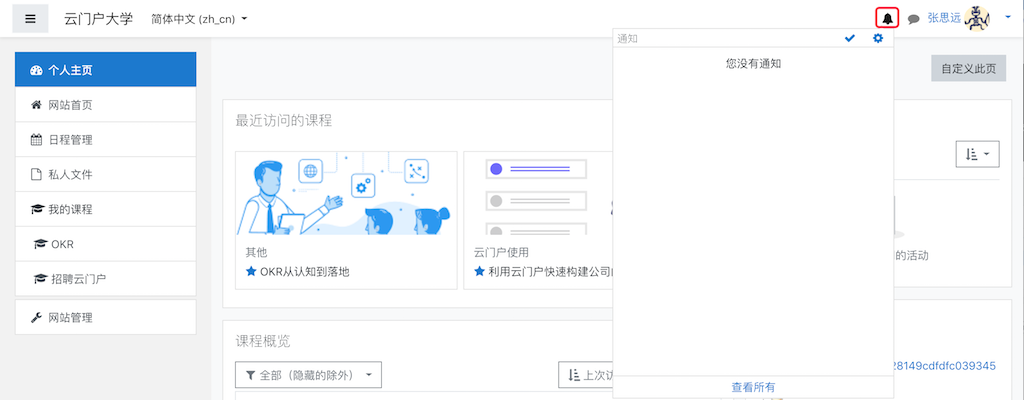 云门户大学 简体中文 (zh_cn) 张思远
通知
您没有通知
查看所有
自定义此页
个人主页
网站首页
日程管理
私人文件
我的课程
OKR
招聘云门户
网站管理
最近访问的课程
其他
OKR从认知到落地
云门户使用
利用云门户快速构建公司
的活动
课程概览
全部（隐藏的除外）
上次访
28149cdfdfc039345